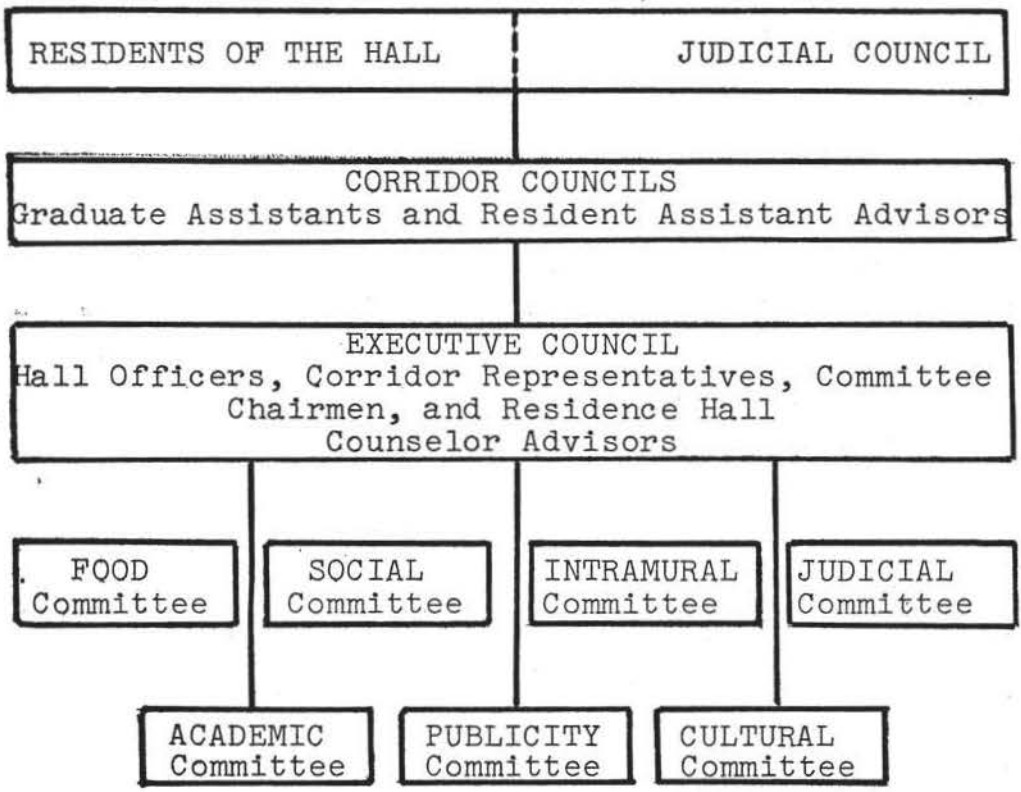 RESIDENTS OF THE HALL
JUDICIAL COUNCIL
CORRIDOR COUNCILS
Graduate Assistants and Resident Assistant Advisors
EXECUTIVE COUNCIL
Hall Officers, Corridor Representatives, Committee
Chairmen, and Residence Hall
Counselor Advisors
FOOD
Committee
SOCIAL
Committee
INTRAMURAL
Committee
JUDICIAL
Committee
ACADEMIC
Committee
PUBLICITY
Committee
CULTURAL
Committee